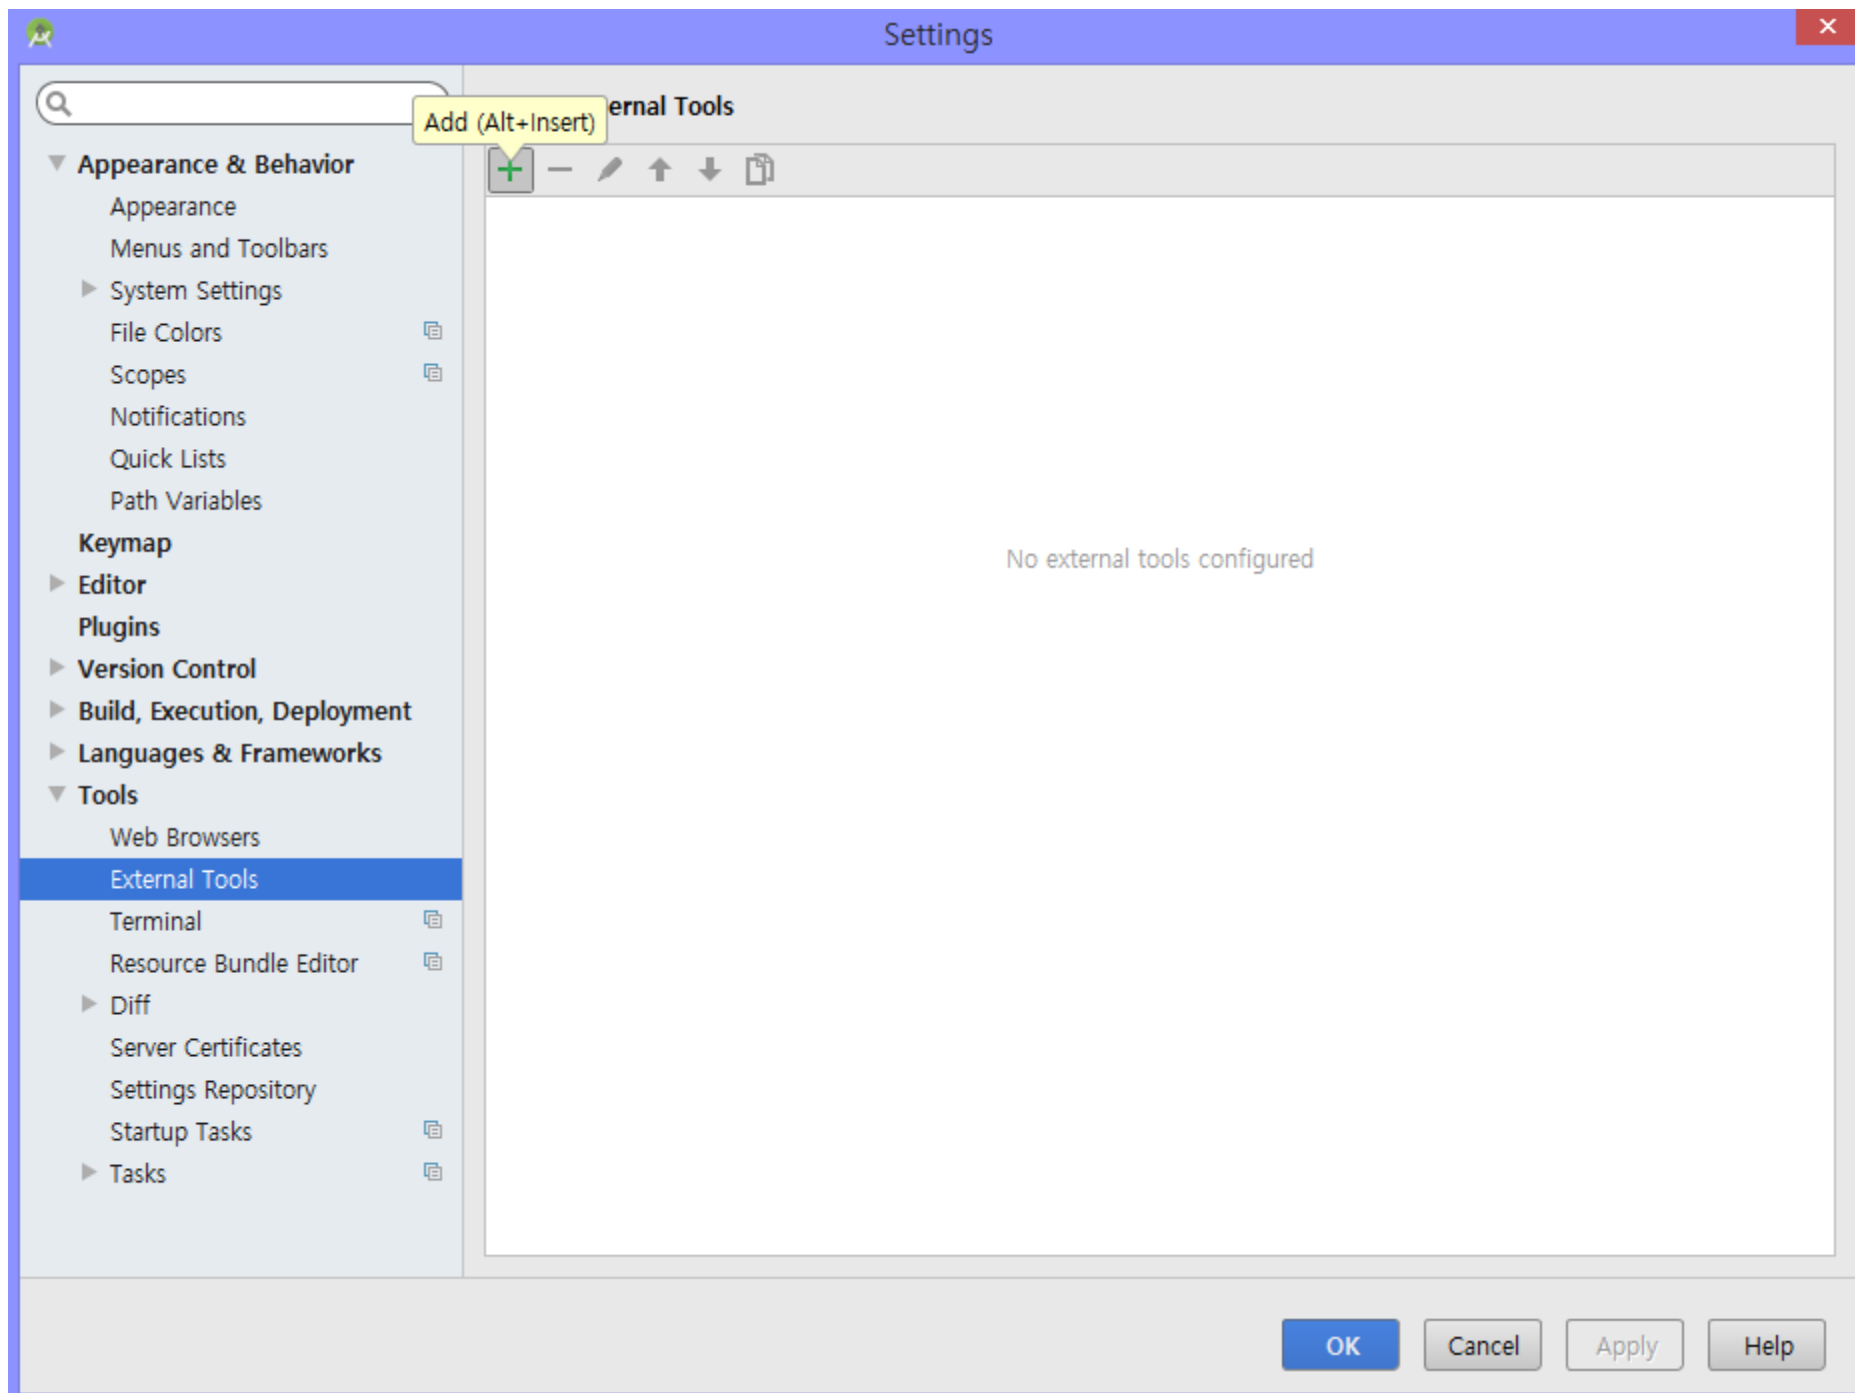 Settings
Add (Alt+Insert)
ernal Tools
Appearance & Behavior
Appearance
Menus and Toolbars
System Settings
File Colors
Scopes
Notifications
Quick Lists
Path Variables
Keymap
Editor
Plugins
Version Control
Build, Execution, Deployment
Languages & Frameworks
Tools
Web Browsers
External Tools
Terminal
Resource Bundle Editor
Diff
Server Certificates
Settings Repository
Startup Tasks
Tasks
No external tools configured
OK
Cancel
Apply
Help